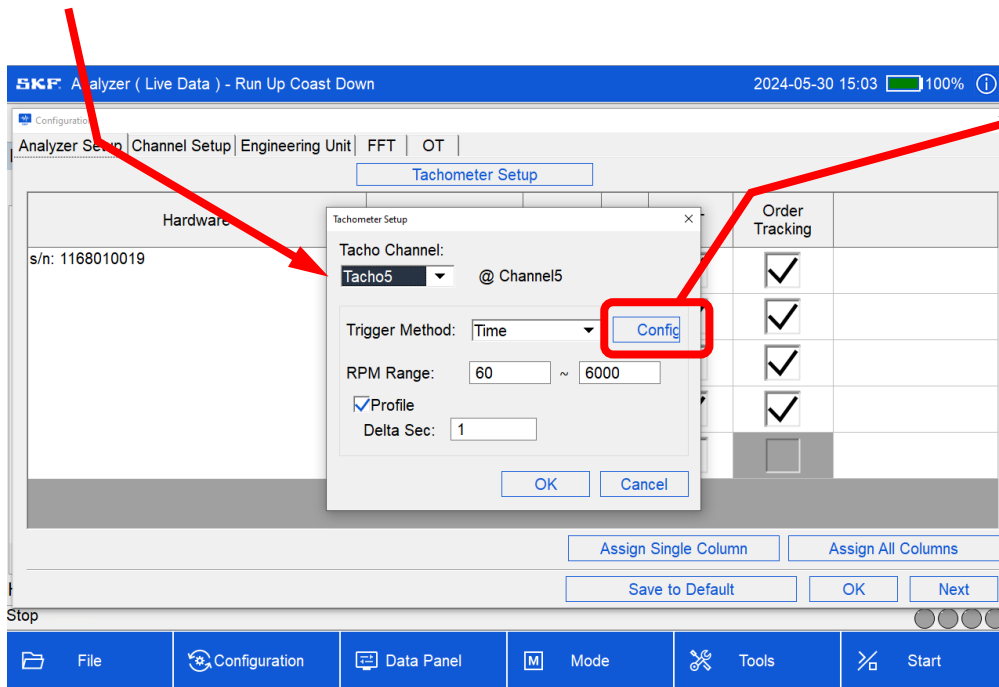 SKF Analyzer ( Live Data ) - Run Up Coast Down 2024-05-30 15:03 100%
Configuration
Analyzer Setup Channel Setup Engineering Unit FFT OT
Tachometer Setup
Hardware Order Tracking
s/n: 1168010019
Tachometer Setup
Tacho Channel:
Tacho5 @ Channel5
Trigger Method: Time Config
RPM Range: 60 ~ 6000
Profile
Delta Sec: 1
OK Cancel
Assign Single Column Assign All Columns
Save to Default OK Next
Stop
File Configuration Data Panel M Mode Tools Start